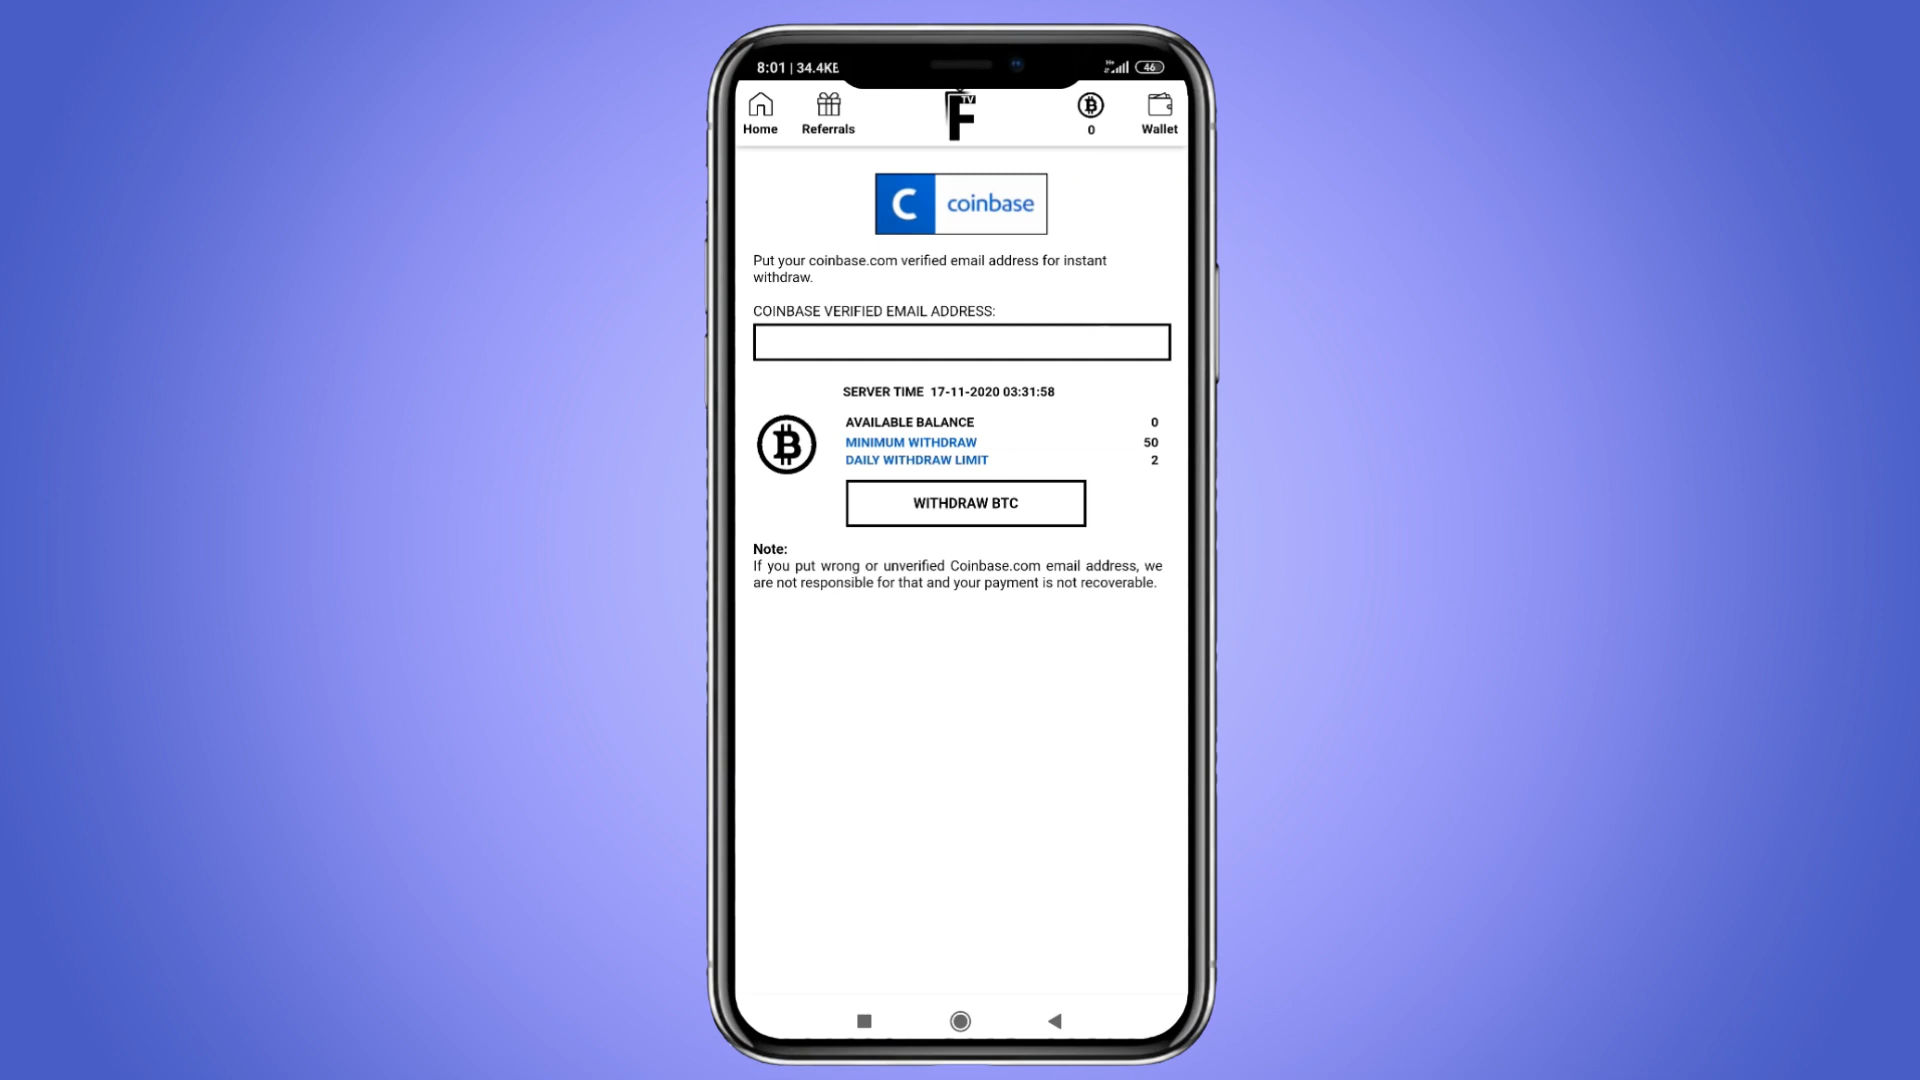 8:01 | 34.4KE
46
TV
F
Home
Referrals
0
Wallet
C coinbase
Put your coinbase.com verified email address for instant
withdraw.
COINBASE VERIFIED EMAIL ADDRESS:
SERVER TIME 17-11-2020 03:31:58
AVAILABLE BALANCE 0
MINIMUM WITHDRAW 50
DAILY WITHDRAW LIMIT 2
WITHDRAW BTC
Note:
If you put wrong or unverified Coinbase.com email address, we
are not responsible for that and your payment is not recoverable.